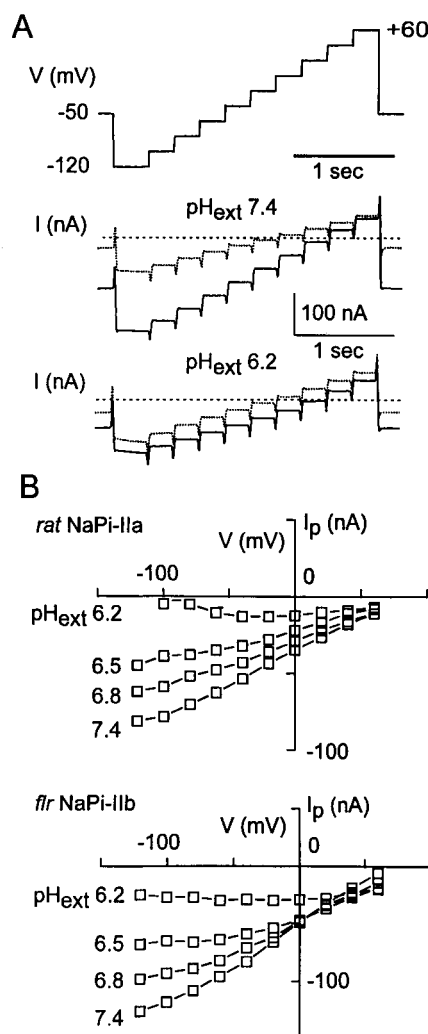 A
+60
V (mV)
-50
-120
1 sec
I (nA)
pHext 7.4
100 nA
1 sec
pHext 6.2
I (nA)
B
rat NaPi-IIa
V (mV)
Ip (nA)
-100
0
pHext 6.2
6.5
6.8
7.4
-100
flr NaPi-IIb
V (mV)
Ip (nA)
-100
0
pHext 6.2
6.5
6.8
7.4
-100